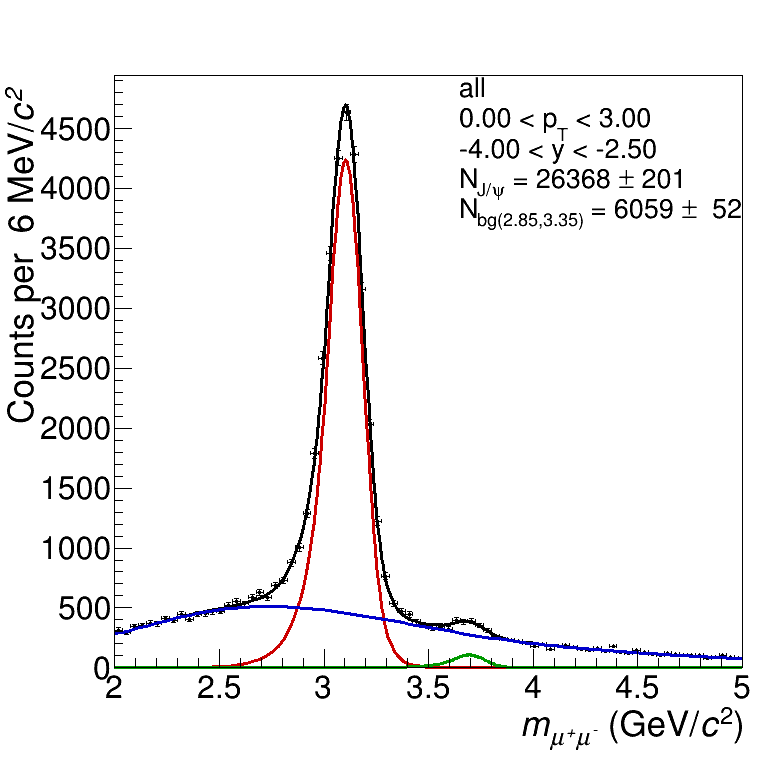 Counts per 6 MeV/c²
4500
4000
3500
3000
2500
2000
1500
1000
500
0
all
0.00 < p_T < 3.00
-4.00 < y < -2.50
N_J/ψ = 26368 ± 201
N_bg(2.85,3.35) = 6059 ± 52
2 2.5 3 3.5 4 4.5 5
m_μ⁺μ⁻ (GeV/c²)